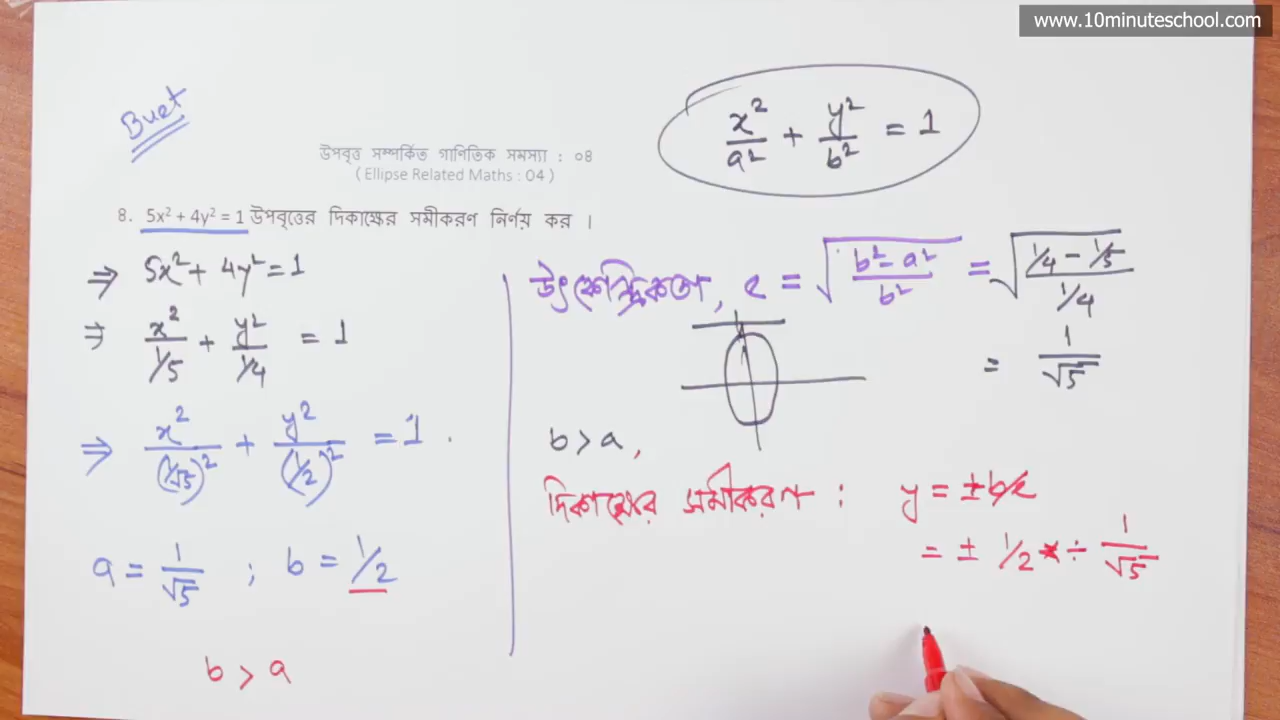 www.10minuteschool.com
Buet
x²/a² + y²/b² = 1
উপবৃত্ত সম্পর্কিত গাণিতিক সমস্যা : ০৪
( Ellipse Related Maths : 04 )
8. 5x² + 4y² = 1 উপবৃত্তের দিকাক্ষের সমীকরণ নির্ণয় কর ।
⇒ 5x² + 4y² = 1
⇒ x²/(1/5) + y²/(1/4) = 1
⇒ x²/(1/√5)² + y²/(1/2)² = 1 .
a = 1/√5 ; b = 1/2
b > a
উৎকেন্দ্রিকতা, e = √((b² - a²)/b²) = √((1/4 - 1/5)/(1/4))
= 1/√5
b > a,
দিকাক্ষের সমীকরণ : y = ± b/e
= ± 1/2 ÷ 1/√5